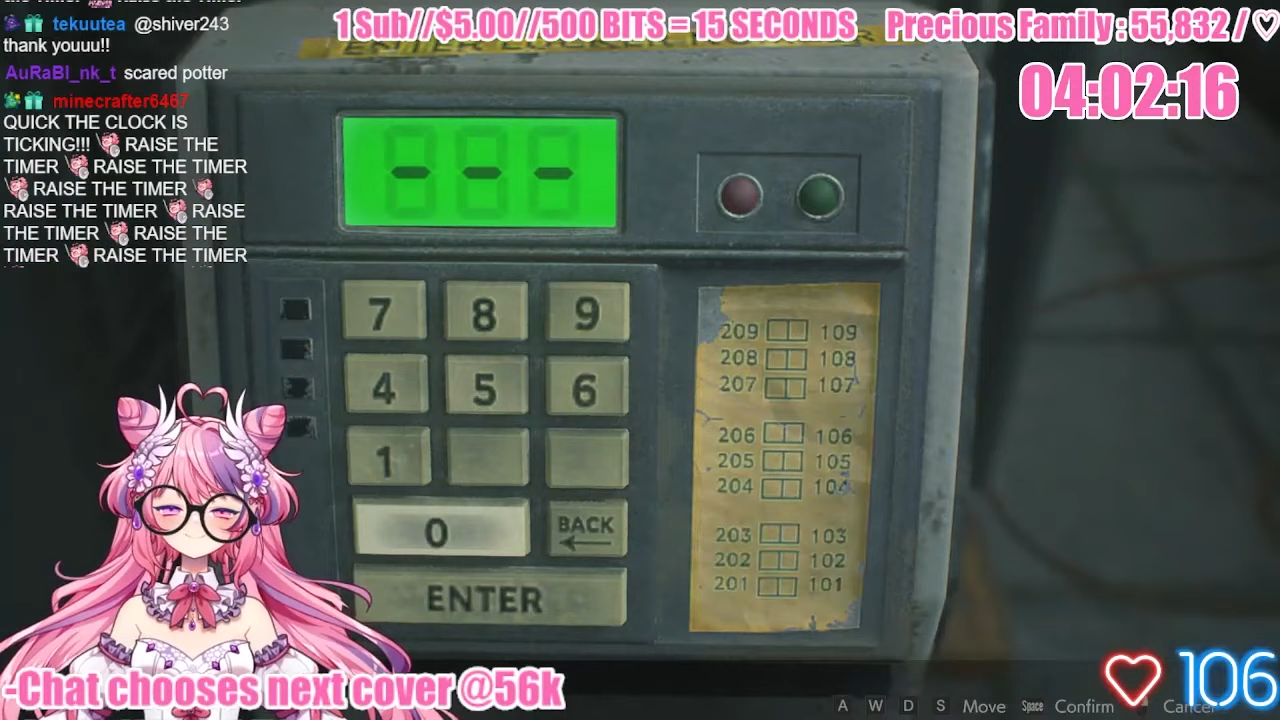 tekuutea @shiver243
thank youuu!!
AuRaBl_nk_t scared potter
minecrafter6467
QUICK THE CLOCK IS
TICKING!!! RAISE THE
TIMER RAISE THE TIMER
RAISE THE TIMER
RAISE THE TIMER RAISE
THE TIMER RAISE THE
TIMER RAISE THE TIMER
1 Sub//$5.00//500 BITS = 15 SECONDS
Precious Family : 55,832 / ♡
04:02:16
- - -
7 8 9
4 5 6
1
0 BACK
ENTER
209 109
208 108
207 107
206 106
205 105
204 104
203 103
202 102
201 101
-Chat chooses next cover @56k
106
A W D S Move Space Confirm Cancel